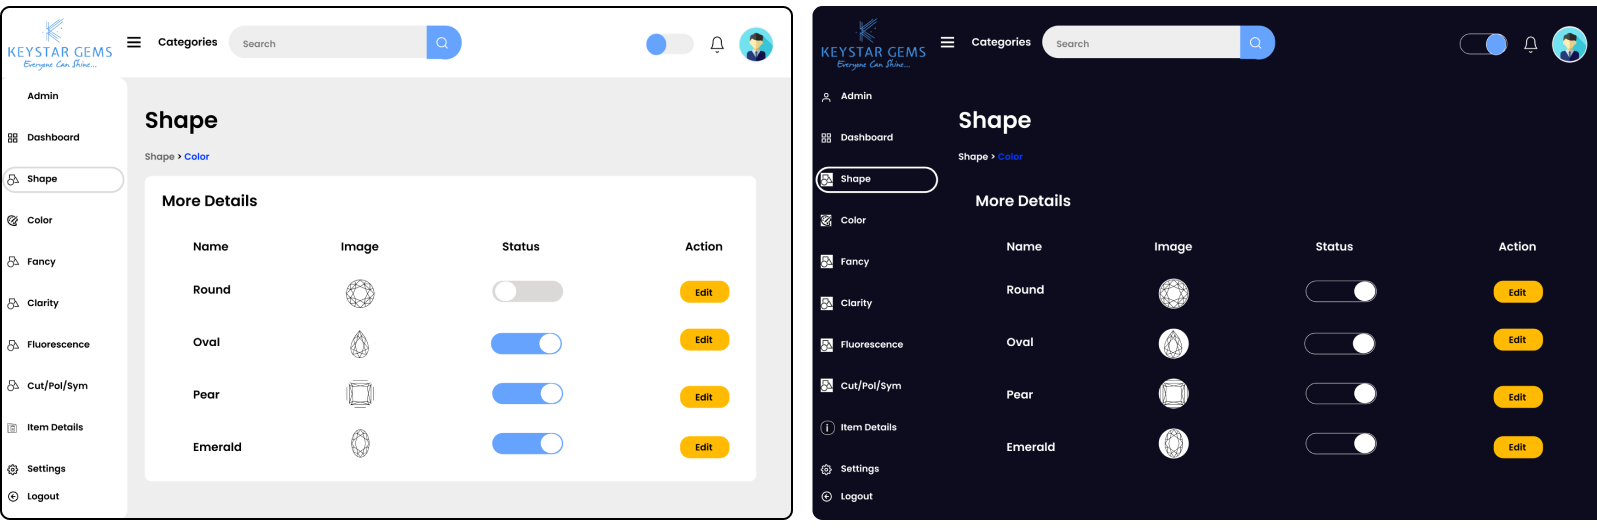 KEYSTAR GEMS
Everyone Can Shine...
Categories
Search
Admin
Dashboard
Shape
Color
Fancy
Clarity
Fluorescence
Cut/Pol/Sym
Item Details
Settings
Logout
Shape
Shape > Color
More Details
Name Image Status Action
Round Edit
Oval Edit
Pear Edit
Emerald Edit
KEYSTAR GEMS
Everyone Can Shine...
Categories
Search
Admin
Dashboard
Shape
Color
Fancy
Clarity
Fluorescence
Cut/Pol/Sym
Item Details
Settings
Logout
Shape
Shape > Color
More Details
Name Image Status Action
Round Edit
Oval Edit
Pear Edit
Emerald Edit